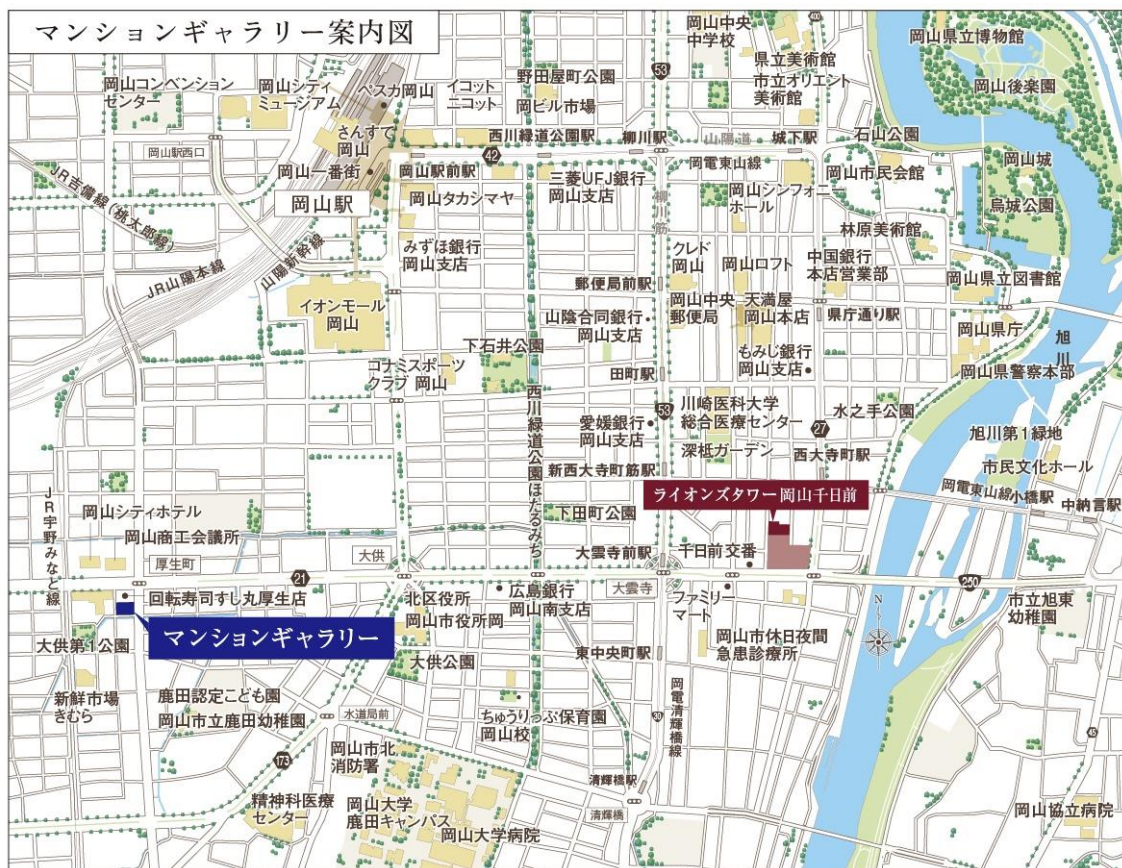 マンションギャラリー案内図
岡山コンベンション
センター
岡山シティ
ミュージアム
ペスカ岡山
イコット
ニコット
野田屋町公園
岡ビル市場
53
岡山中央
中学校
県立美術館
市立オリエント
美術館
岡山県立博物館
岡山後楽園
さんすて
岡山
岡山一番街
岡山駅西口
岡山駅
岡山駅前駅
42
西川緑道公園駅
柳川駅
山陽道
城下駅
石山公園
岡電東山線
岡山市民会館
岡山城
烏城公園
岡山タカシマヤ
三菱UFJ銀行
岡山支店
岡山シンフォニー
ホール
林原美術館
JR吉備線(桃太郎線)
JR山陽本線
山陽新幹線
みずほ銀行
岡山支店
柳川筋
クレド
岡山
岡山ロフト
中国銀行
本店営業部
岡山県立図書館
イオンモール
岡山
郵便局前駅
岡山中央
郵便局
天満屋
岡山本店
県庁通り駅
岡山県庁
旭川
山陰合同銀行
岡山支店
下石井公園
コナミスポーツ
クラブ 岡山
もみじ銀行
岡山支店
岡山県警察本部
田町駅
西川緑道公園ほたるみち
53
愛媛銀行
岡山支店
川崎医科大学
総合医療センター
水之手公園
27
深柢ガーデン
西大寺町駅
旭川第1緑地
市民文化ホール
新西大寺町筋駅
岡電東山線
小橋駅
中納言駅
ライオンズタワー岡山千日前
JR宇野みなと線
岡山シティホテル
岡山商工会議所
下田町公園
厚生町
大供
大雲寺前駅
千日前交番
21
250
回転寿司すし丸厚生店
北区役所
岡山市役所岡
広島銀行
岡山南支店
大雲寺
ファミリー
マート
市立旭東
幼稚園
N
マンションギャラリー
大供第1公園
大供公園
東中央町駅
岡山市休日夜間
急患診療所
新鮮市場
きむら
鹿田認定こども園
岡山市立鹿田幼稚園
水道局前
ちゅうりっぷ保育園
岡山校
岡電清輝橋線
30
45
173
岡山市北
消防署
清輝橋駅
清輝橋
精神科医療
センター
岡山大学
鹿田キャンパス
岡山大学病院
岡山協立病院